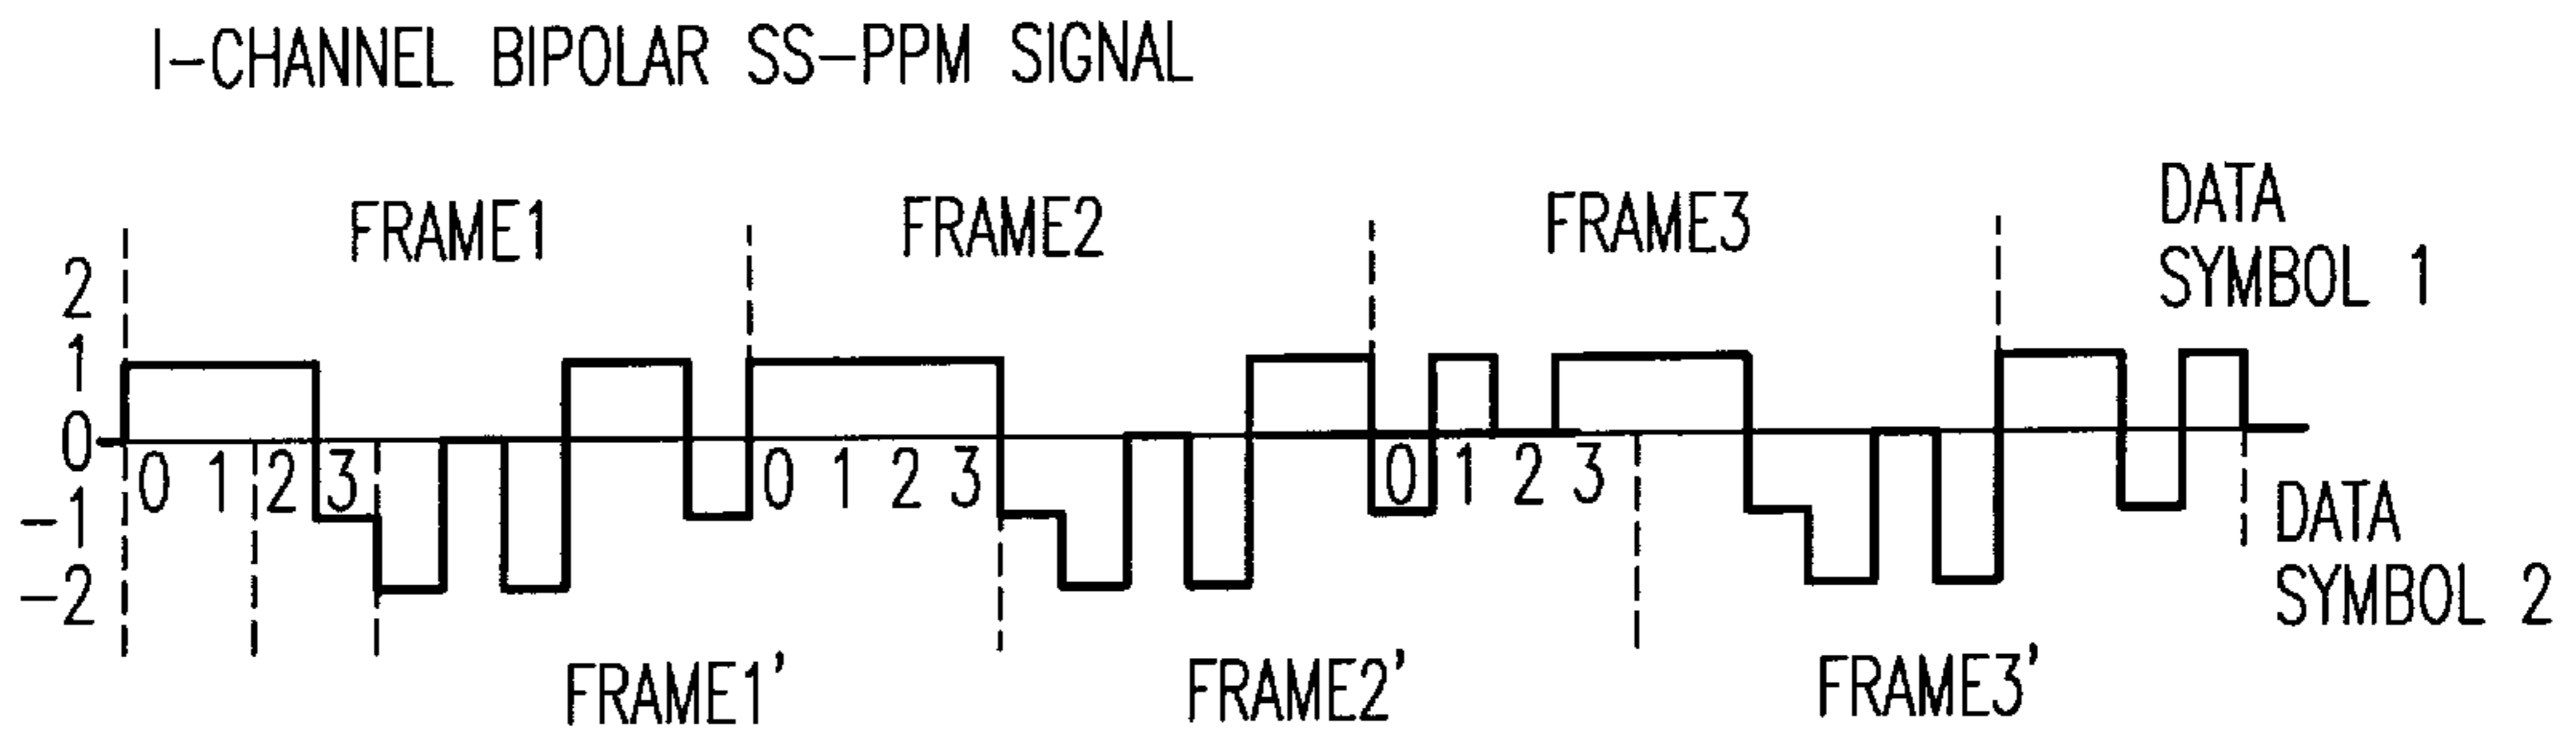 I-CHANNEL BIPOLAR SS-PPM SIGNAL
FRAME1
FRAME2
FRAME3
DATA
SYMBOL 1
2
1
0
-1
-2
0 1 2 3
0 1 2 3
0 1 2 3
DATA
SYMBOL 2
FRAME1'
FRAME2'
FRAME3'